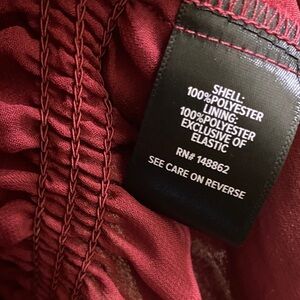 SHELL:
100%POLYESTER
LINING:
100%POLYESTER
EXCLUSIVE OF
ELASTIC
RN# 148862
SEE CARE ON REVERSE